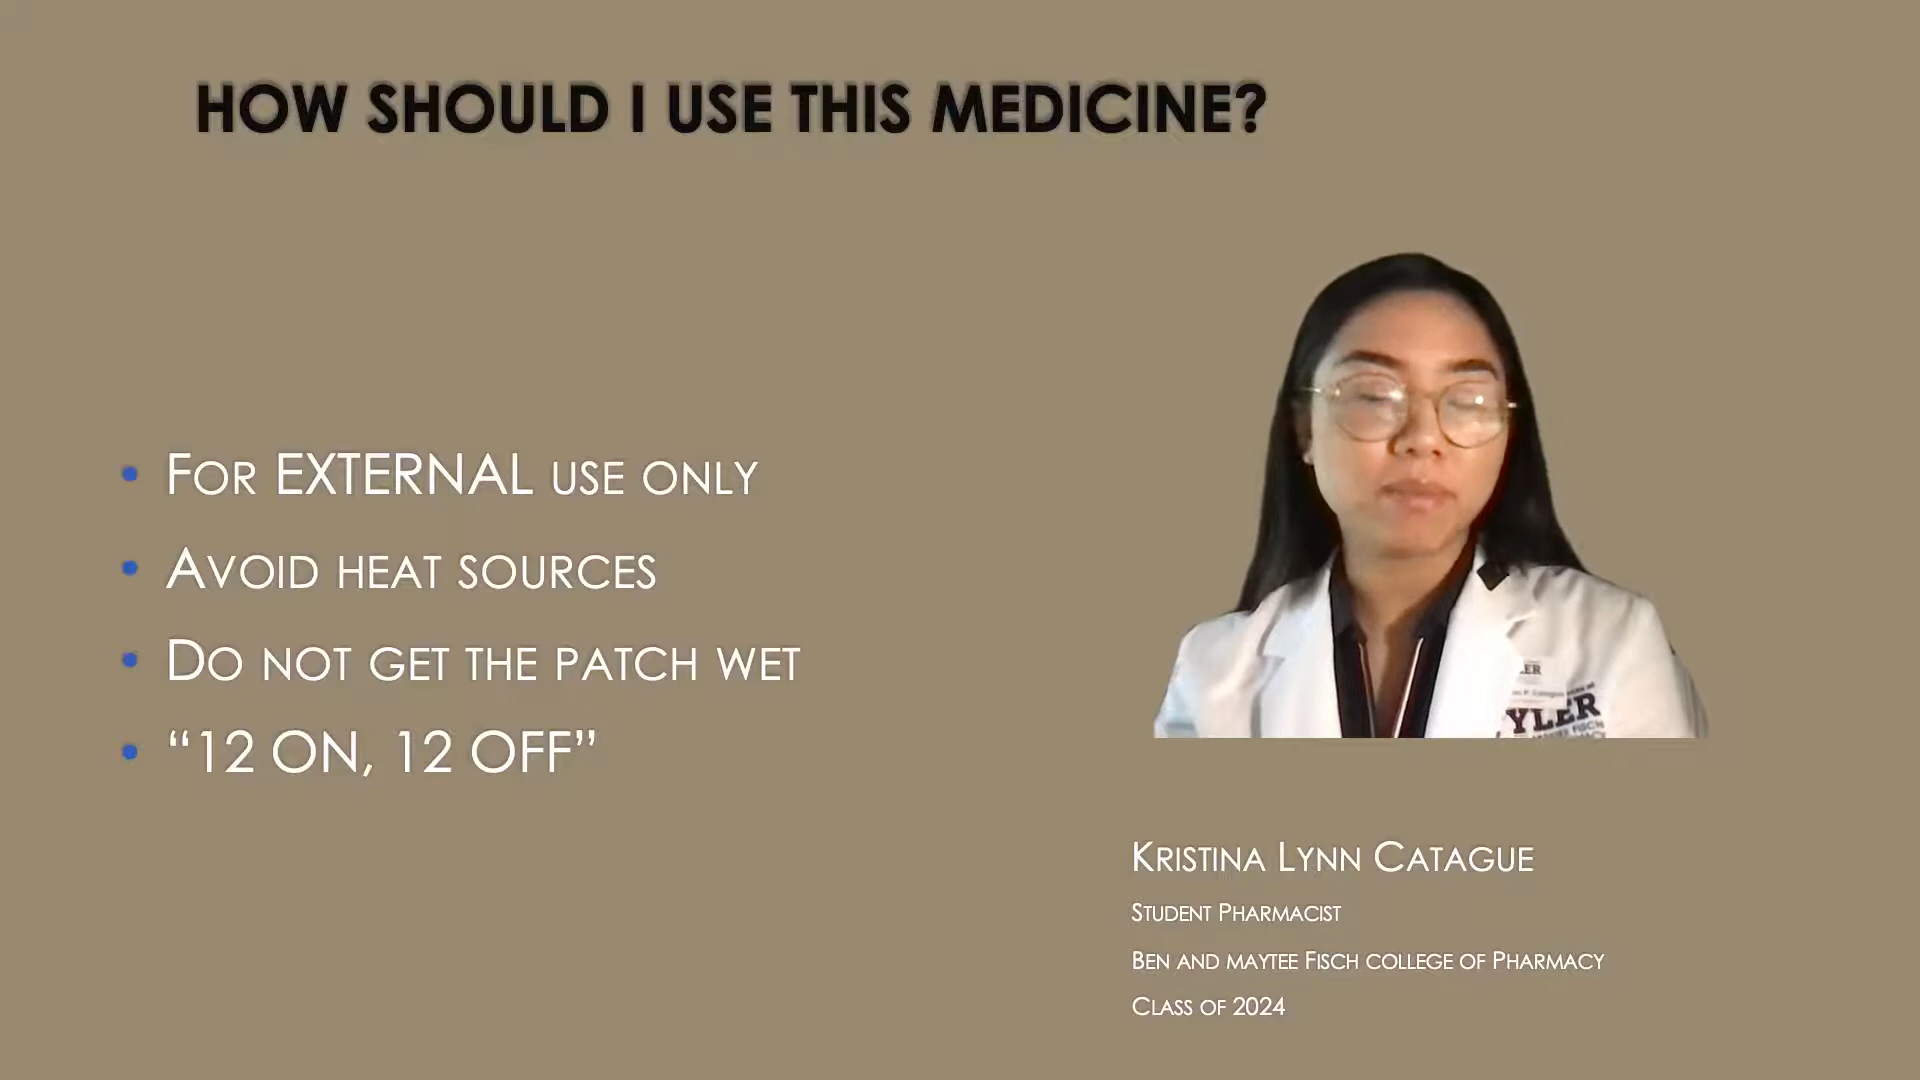 HOW SHOULD I USE THIS MEDICINE?
• FOR EXTERNAL USE ONLY
• AVOID HEAT SOURCES
• DO NOT GET THE PATCH WET
• “12 ON, 12 OFF”
YLER
KRISTINA LYNN CATAGUE
STUDENT PHARMACIST
BEN AND MAYTEE FISCH COLLEGE OF PHARMACY
CLASS OF 2024